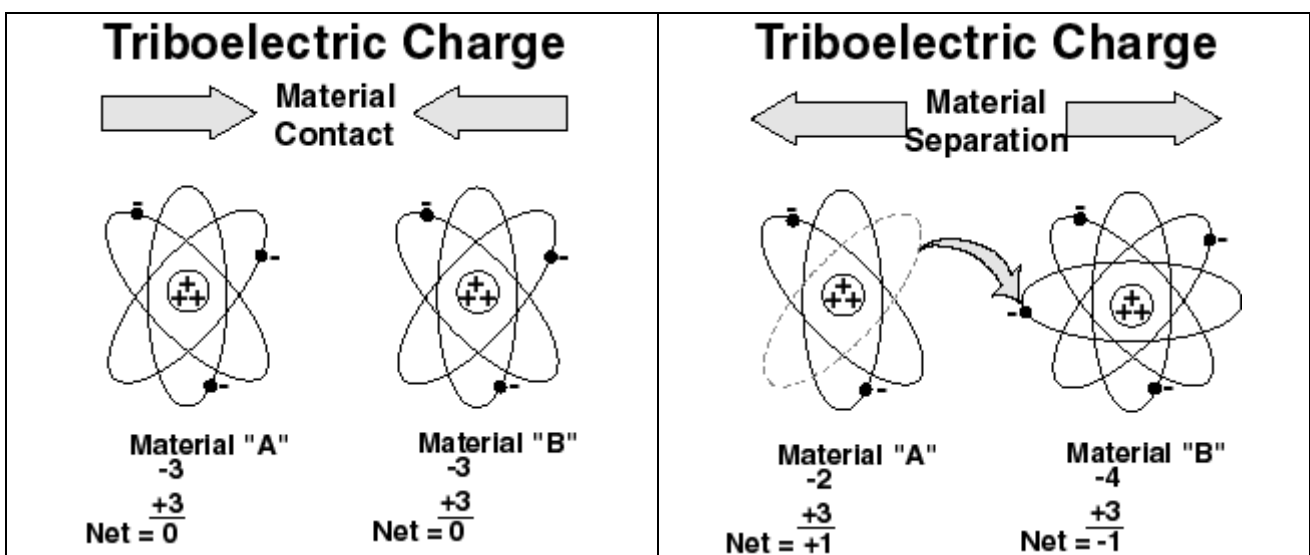 Triboelectric Charge
Material
Contact
-
-
-
+
++
-
-
-
+
++
Material "A"
-3
+3
Net = 0
Material "B"
-3
+3
Net = 0
Triboelectric Charge
Material
Separation
-
-
+
++
-
-
-
-
+
++
Material "A"
-2
+3
Net = +1
Material "B"
-4
+3
Net = -1